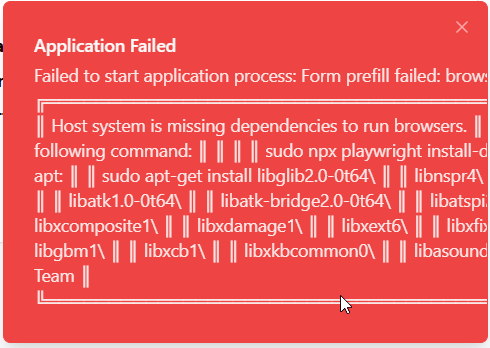 Application Failed
Failed to start application process: Form prefill failed: brows
╔══════════════════════════════
║ Host system is missing dependencies to run browsers. ║
following command: ║ ║ ║ ║ sudo npx playwright install-d
apt: ║ ║ sudo apt-get install libglib2.0-0t64\ ║ ║ libnspr4\
║ ║ libatk1.0-0t64\ ║ ║ libatk-bridge2.0-0t64\ ║ ║ libatspi
libxcomposite1\ ║ ║ libxdamage1\ ║ ║ libxext6\ ║ ║ libxfix
libgbm1\ ║ ║ libxcb1\ ║ ║ libxkbcommon0\ ║ ║ libasound
Team ║
╚══════════════════════════════